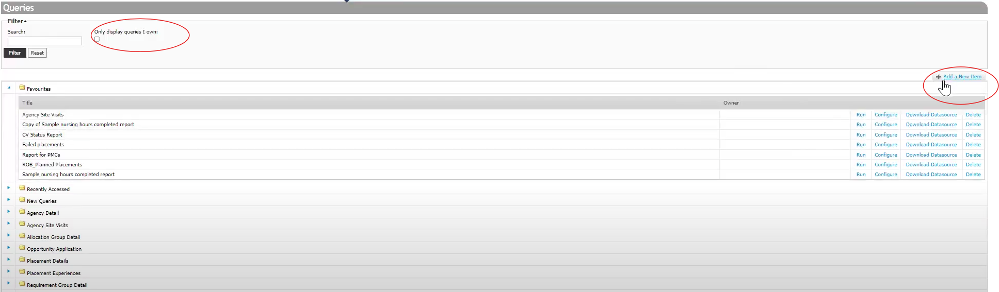 Queries
Filter
Search:
Only display queries I own:
Filter
Reset
Add a New Item
Favourites
Title Owner
Agency Site Visits Run Configure Download Datasource Delete
Copy of Sample nursing hours completed report Run Configure Download Datasource Delete
CV Status Report Run Configure Download Datasource Delete
Failed placements Run Configure Download Datasource Delete
Report for PMCs Run Configure Download Datasource Delete
ROB_Planned Placements Run Configure Download Datasource Delete
Sample nursing hours completed report Run Configure Download Datasource Delete
Recently Accessed
New Queries
Agency Detail
Agency Site Visits
Allocation Group Detail
Opportunity Application
Placement Details
Placement Experiences
Requirement Group Detail